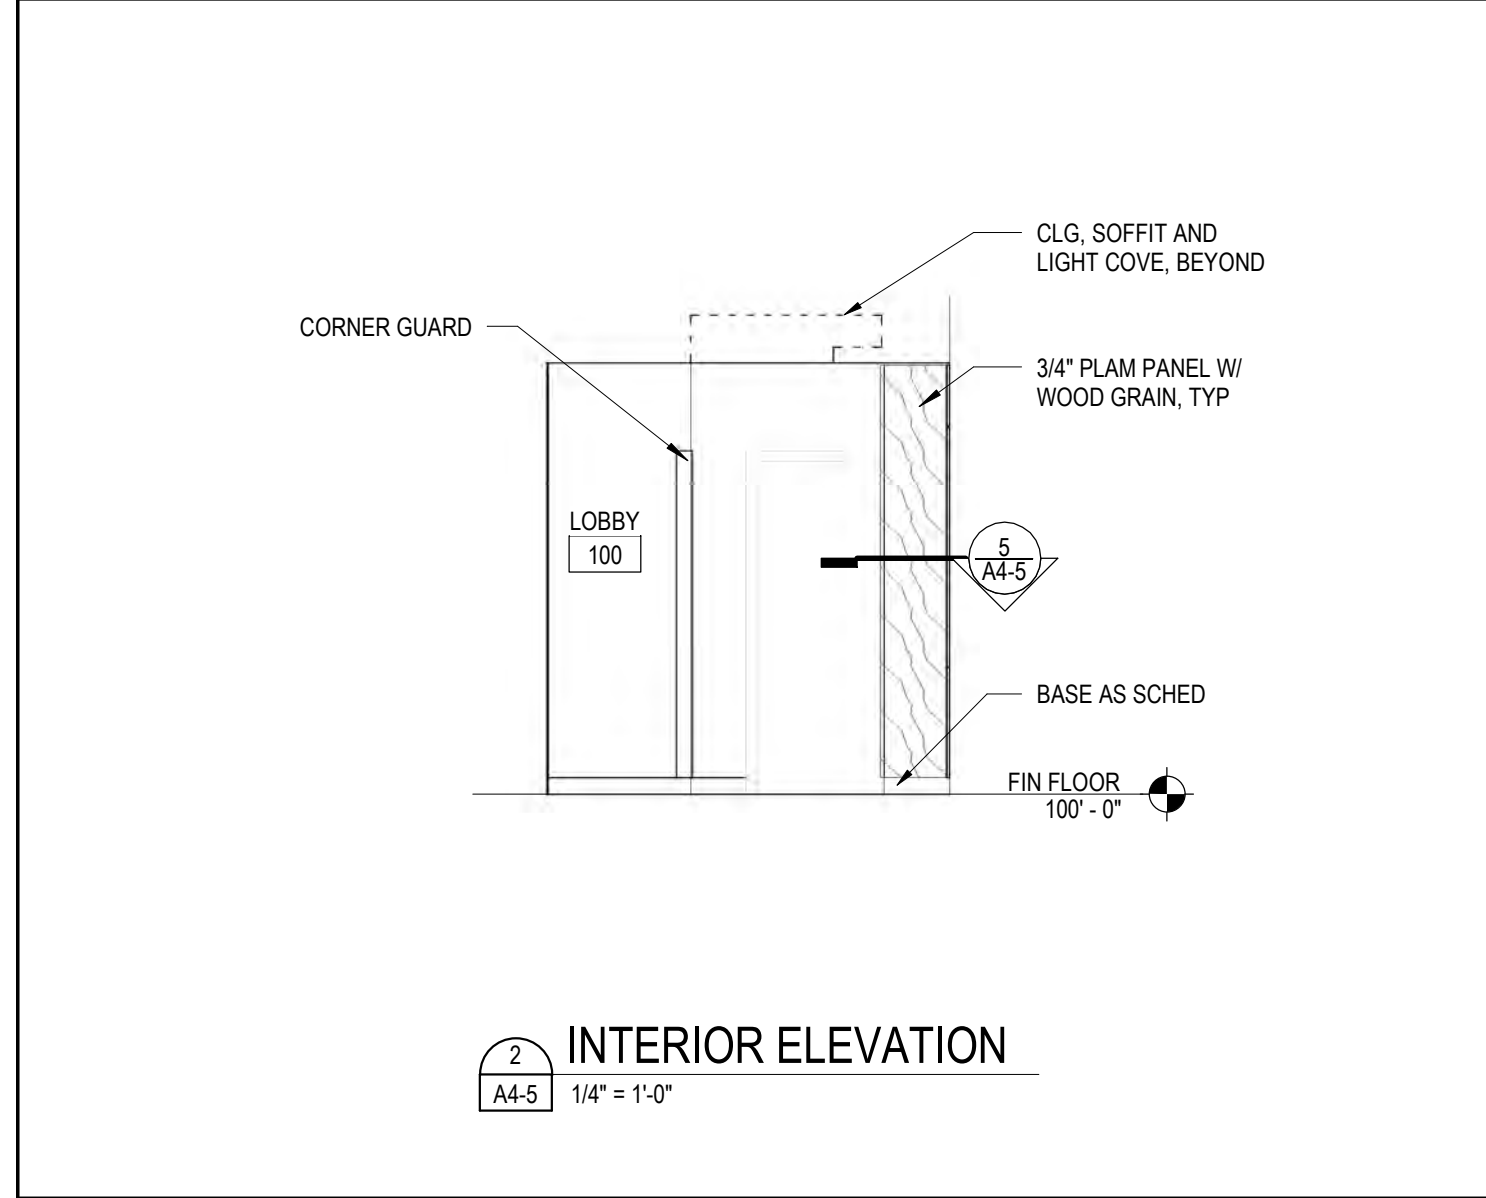 CLG, SOFFIT AND
LIGHT COVE, BEYOND
CORNER GUARD
3/4" PLAM PANEL W/
WOOD GRAIN, TYP
LOBBY
100
5
A4-5
BASE AS SCHED
FIN FLOOR
100' - 0"
2
INTERIOR ELEVATION
A4-5
1/4" = 1'-0"